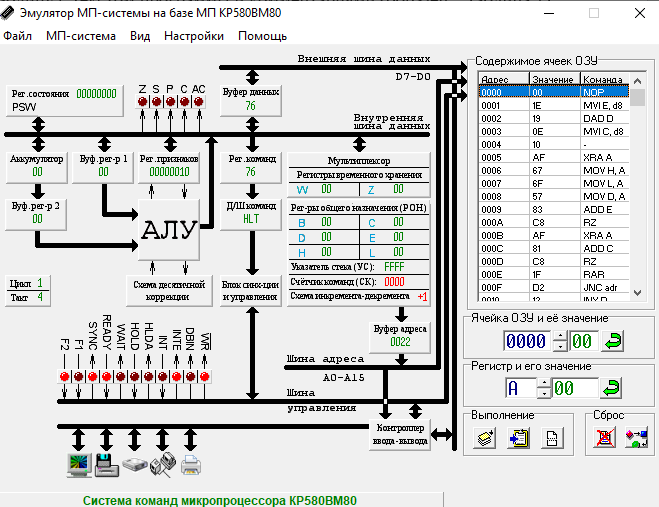 Эмулятор МП-системы на базе МП КР580ВМ80
Файл МП-система Вид Настройки Помощь
Внешняя шина данных
D7-D0
Рег.состояния 00000000
PSW
Z S P C AC
Буфер данных
76
Внутренняя
шина данных
Аккумулятор
00
Буф.рег-р 1
00
Рег.признаков
00000010
Рег.команд
76
Мультиплексор
Регистры временного хранения
W 00 Z 00
Буф.рег-р 2
00
АЛУ
Д/Ш команд
HLT
Рег-ры общего назначения (РОН)
B 00 C 00
D 00 E 00
H 00 L 00
Указатель стека (УС): FFFF
Счётчик команд (СК): 0000
Схема инкремента-декремента +1
Цикл 1
Такт 4
Схема десятичной
коррекции
Блок синх-ции
и управления
Буфер адреса
0022
F2 F1 SYNC READY WAIT HOLD HLDA INT INTE DBIN WR
Шина адреса
A0-A15
Шина
управления
Контроллер
ввода-вывода
Система команд микропроцессора КР580ВМ80
Содержимое ячеек ОЗУ
Адрес Значение Команда
0000 00 NOP
0001 1E MVI E, d8
0002 19 DAD D
0003 0E MVI C, d8
0004 10 -
0005 AF XRA A
0006 67 MOV H, A
0007 6F MOV L, A
0008 57 MOV D, A
0009 83 ADD E
000A C8 RZ
000B AF XRA A
000C 81 ADD C
000D C8 RZ
000E 1F RAR
000F D2 JNC adr
0010 13 INX D
Ячейка ОЗУ и её значение
0000 00
Регистр и его значение
A 00
Выполнение
Сброс